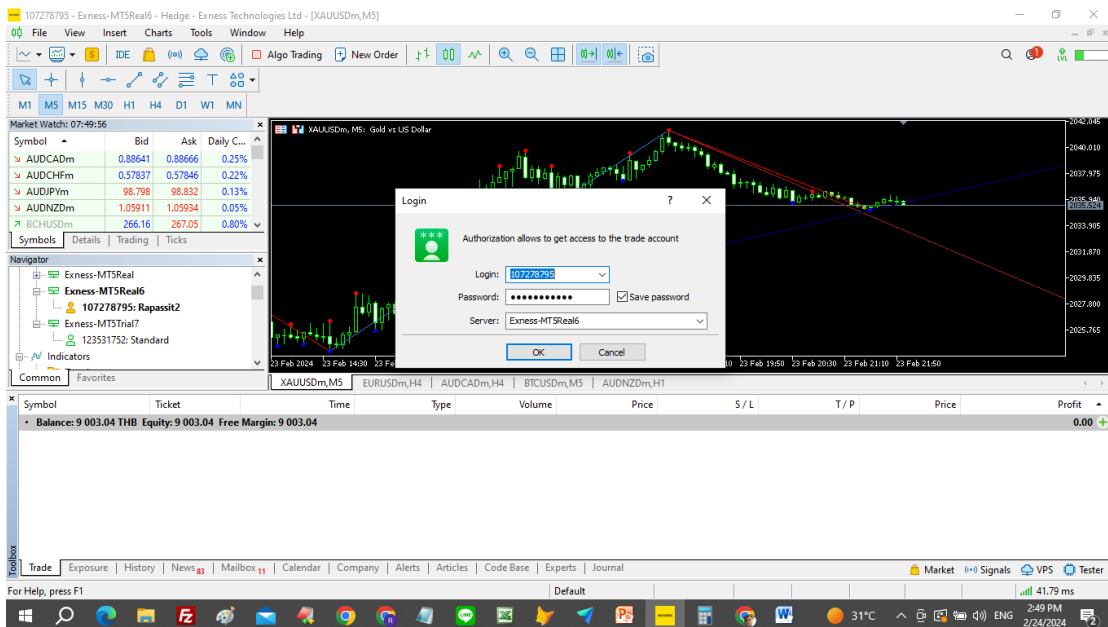 107278795 - Exness-MT5Real6 - Hedge - Exness Technologies Ltd - [XAUUSDm,M5]
File View Insert Charts Tools Window Help
IDE Algo Trading New Order 1 LVL
M1 M5 M15 M30 H1 H4 D1 W1 MN
Market Watch: 07:49:56
Symbol Bid Ask Daily C...
AUDCADm 0.88641 0.88666 0.25%
AUDCHFm 0.57837 0.57846 0.22%
AUDJPYm 98.798 98.832 0.13%
AUDNZDm 1.05911 1.05934 0.05%
BCHUSDm 266.16 267.05 0.80%
Symbols Details Trading Ticks
Navigator
Exness-MT5Real
Exness-MT5Real6
107278795: Rapassit2
Exness-MT5Trial7
123531752: Standard
Indicators
Common Favorites
XAUUSDm, M5: Gold vs US Dollar
2042.045
2040.010
2037.975
2035.940
2035.524
2033.905
2031.870
2029.835
2027.800
2025.765
Login ? X
Authorization allows to get access to the trade account
Login: 107278795
Password: ●●●●●●●●●●● Save password
Server: Exness-MT5Real6
OK Cancel
23 Feb 2024 23 Feb 14:30 23 Fe 10 23 Feb 19:50 23 Feb 20:30 23 Feb 21:10 23 Feb 21:50
XAUUSDm,M5 EURUSDm,H4 AUDCADm,H4 BTCUSDm,M5 AUDNZDm,H1
Symbol Ticket Time Type Volume Price S / L T / P Price Profit
Balance: 9 003.04 THB Equity: 9 003.04 Free Margin: 9 003.04 0.00
Toolbox
Trade Exposure History News 83 Mailbox 11 Calendar Company Alerts Articles Code Base Experts Journal Market Signals VPS Tester
For Help, press F1 Default 41.79 ms
31°C ENG 2:49 PM
2/24/2024 2